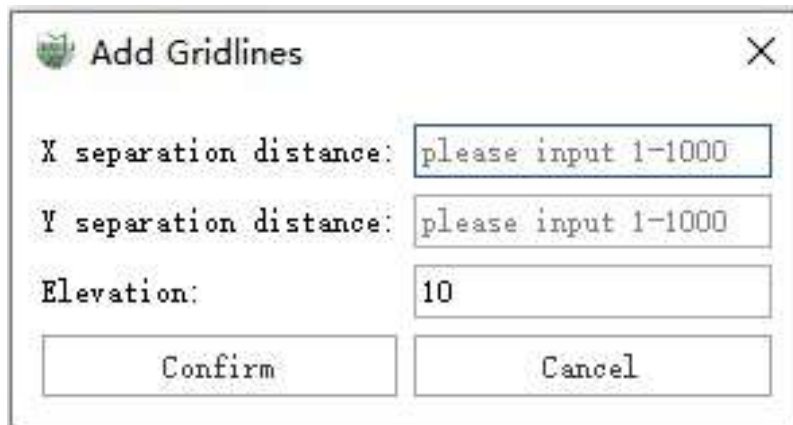 Add Gridlines
X separation distance: please input 1-1000
Y separation distance: please input 1-1000
Elevation: 10
Confirm Cancel